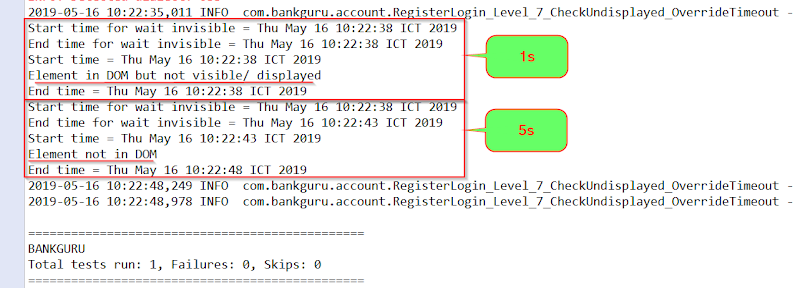 2019-05-16 10:22:35,011 INFO com.bankguru.account.RegisterLogin_Level_7_CheckUndisplayed_OverrideTimeout -
Start time for wait invisible = Thu May 16 10:22:38 ICT 2019
End time for wait invisible = Thu May 16 10:22:38 ICT 2019
Start time = Thu May 16 10:22:38 ICT 2019
Element in DOM but not visible/ displayed
End time = Thu May 16 10:22:38 ICT 2019
1s
Start time for wait invisible = Thu May 16 10:22:38 ICT 2019
End time for wait invisible = Thu May 16 10:22:43 ICT 2019
Start time = Thu May 16 10:22:43 ICT 2019
Element not in DOM
End time = Thu May 16 10:22:48 ICT 2019
5s
2019-05-16 10:22:48,249 INFO com.bankguru.account.RegisterLogin_Level_7_CheckUndisplayed_OverrideTimeout -
2019-05-16 10:22:48,978 INFO com.bankguru.account.RegisterLogin_Level_7_CheckUndisplayed_OverrideTimeout -
===============================================
BANKGURU
Total tests run: 1, Failures: 0, Skips: 0
===============================================